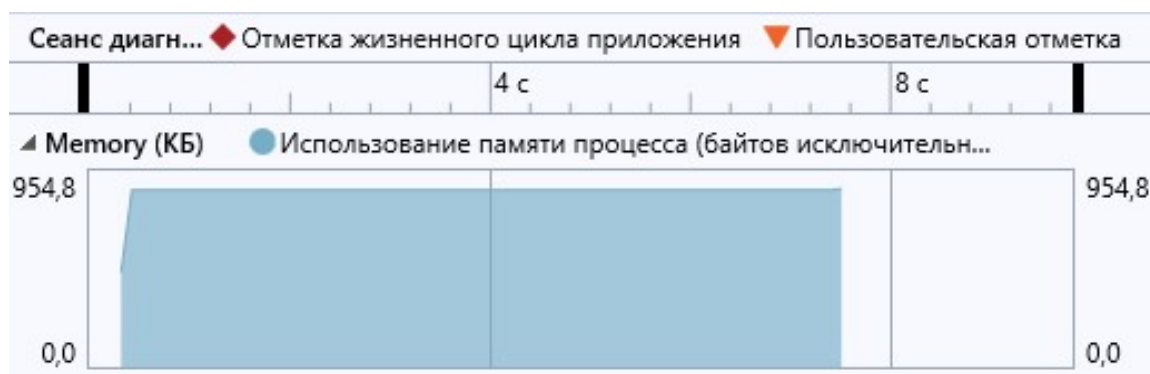 Сеанс диагн... Отметка жизненного цикла приложения Пользовательская отметка
4 с 8 с
Memory (КБ) Использование памяти процесса (байтов исключительн...
954,8 954,8
0,0 0,0